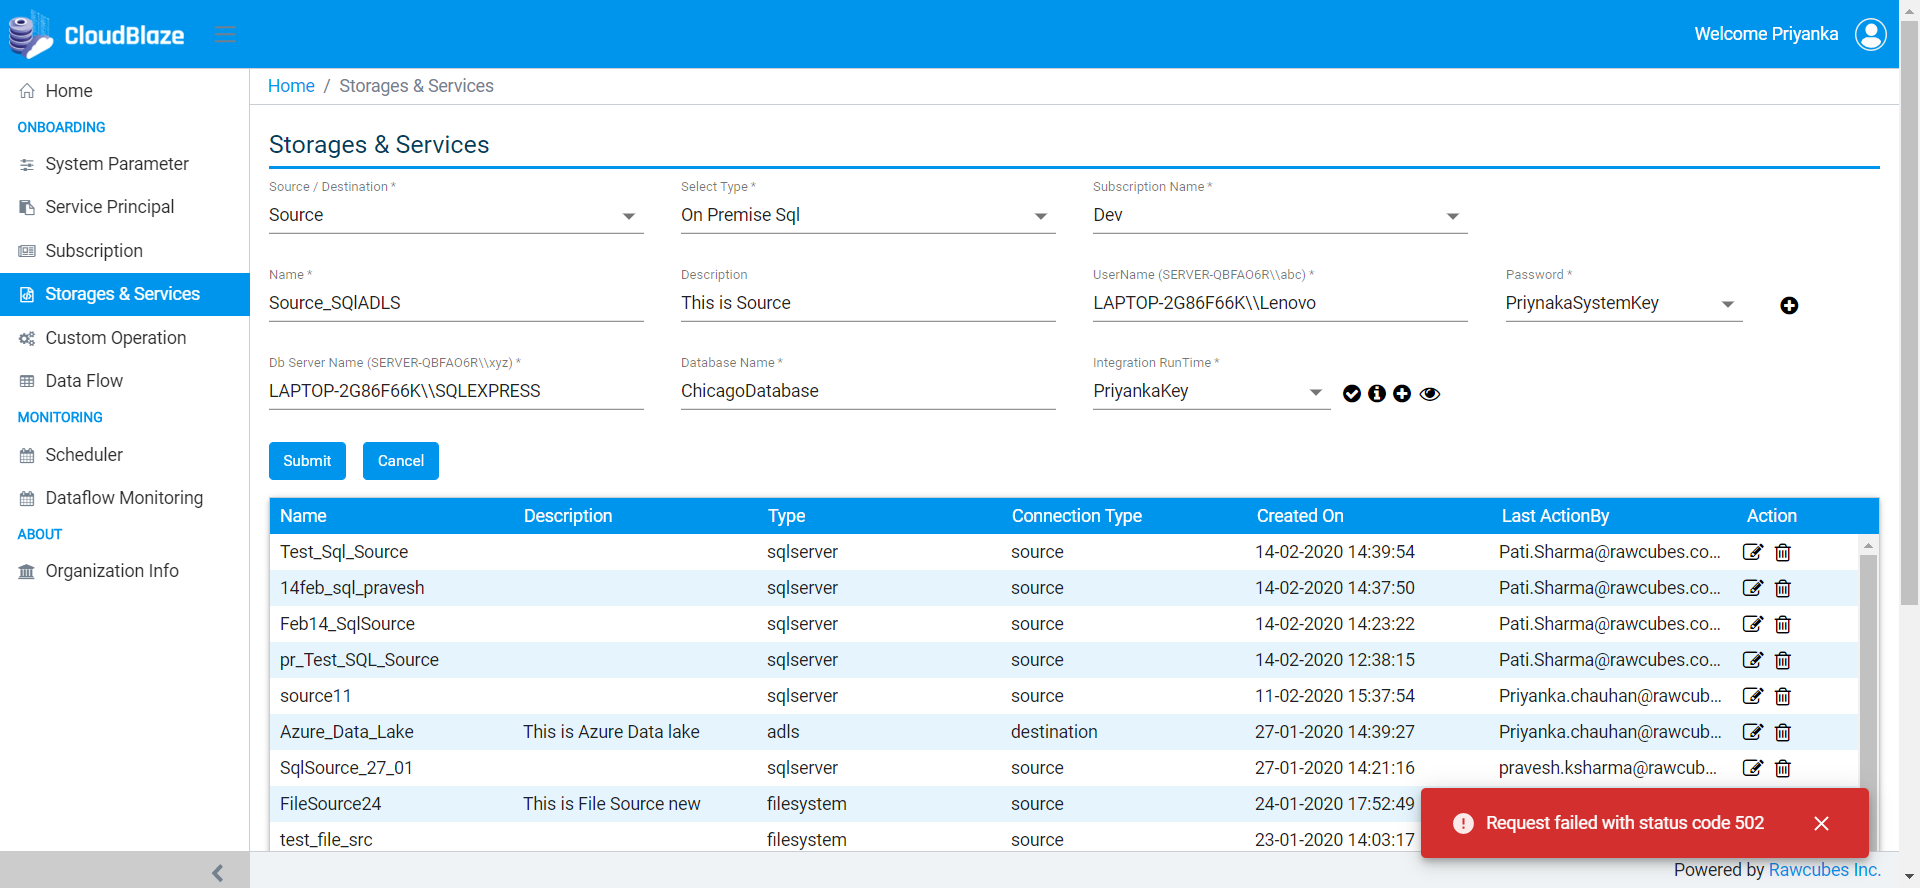 CloudBlaze
Welcome Priyanka
Home
ONBOARDING
System Parameter
Service Principal
Subscription
Storages & Services
Custom Operation
Data Flow
MONITORING
Scheduler
Dataflow Monitoring
ABOUT
Organization Info
Home / Storages & Services
Storages & Services
Source / Destination * Select Type * Subscription Name *
Source On Premise Sql Dev
Name * Description UserName (SERVER-QBFAO6R\\abc) * Password *
Source_SQlADLS This is Source LAPTOP-2G86F66K\\Lenovo PriynakaSystemKey
Db Server Name (SERVER-QBFAO6R\\xyz) * Database Name * Integration RunTime *
LAPTOP-2G86F66K\\SQLEXPRESS ChicagoDatabase PriyankaKey
Submit Cancel
Name Description Type Connection Type Created On Last ActionBy Action
Test_Sql_Source sqlserver source 14-02-2020 14:39:54 Pati.Sharma@rawcubes.co...
14feb_sql_pravesh sqlserver source 14-02-2020 14:37:50 Pati.Sharma@rawcubes.co...
Feb14_SqlSource sqlserver source 14-02-2020 14:23:22 Pati.Sharma@rawcubes.co...
pr_Test_SQL_Source sqlserver source 14-02-2020 12:38:15 Pati.Sharma@rawcubes.co...
source11 sqlserver source 11-02-2020 15:37:54 Priyanka.chauhan@rawcub...
Azure_Data_Lake This is Azure Data lake adls destination 27-01-2020 14:39:27 Priyanka.chauhan@rawcub...
SqlSource_27_01 sqlserver source 27-01-2020 14:21:16 pravesh.ksharma@rawcub...
FileSource24 This is File Source new filesystem source 24-01-2020 17:52:49
test_file_src filesystem source 23-01-2020 14:03:17
Request failed with status code 502
Powered by Rawcubes Inc.